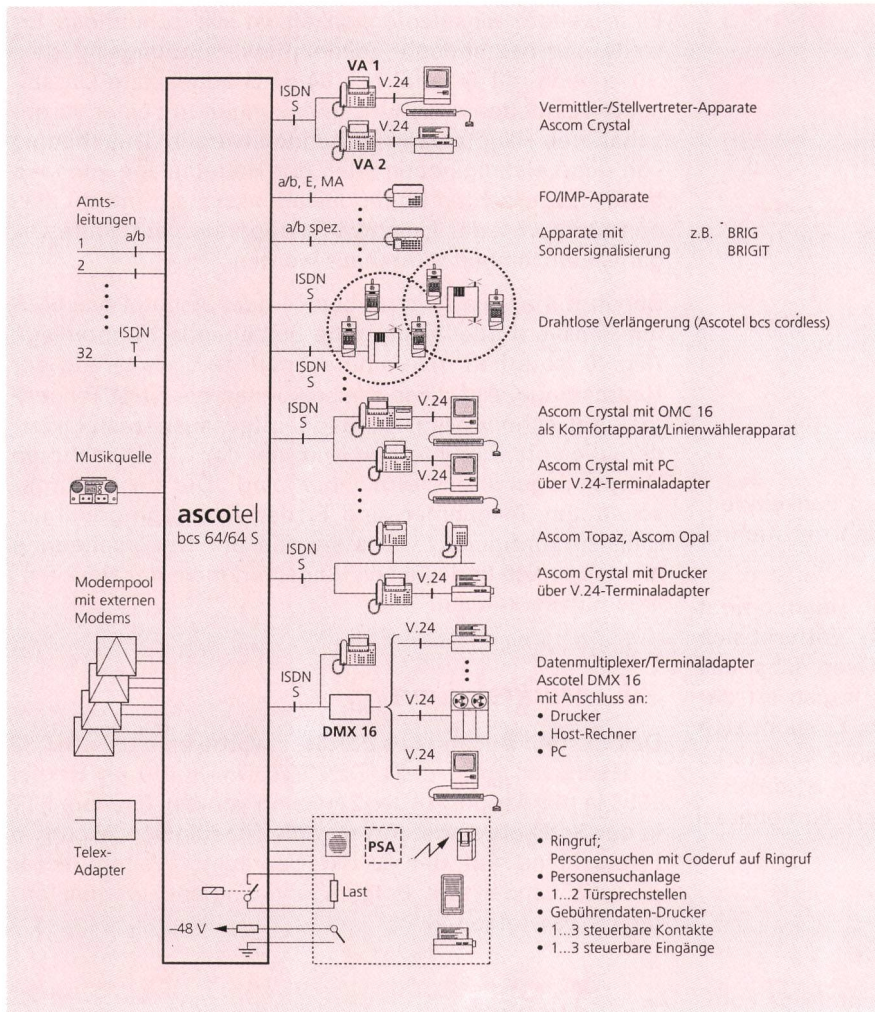 VA 1
ISDN
S
V.24
V.24
VA 2
Vermittler-/Stellvertreter-Apparate
Ascom Crystal
a/b, E, MA
FO/IMP-Apparate
a/b spez.
Apparate mit z.B. BRIG
Sondersignalisierung BRIGIT
Amts-
leitungen
1 a/b
2
ISDN
T
32
ISDN
S
ISDN
S
Drahtlose Verlängerung (Ascotel bcs cordless)
ISDN
S
V.24
Ascom Crystal mit OMC 16
als Komfortapparat/Linienwählerapparat
V.24
Ascom Crystal mit PC
über V.24-Terminaladapter
Musikquelle
ascotel
bcs 64/64 S
ISDN
S
Ascom Topaz, Ascom Opal
V.24
Ascom Crystal mit Drucker
über V.24-Terminaladapter
Modempool
mit externen
Modems
ISDN
S
DMX 16
V.24
V.24
V.24
Datenmultiplexer/Terminaladapter
Ascotel DMX 16
mit Anschluss an:
• Drucker
• Host-Rechner
• PC
Telex-
Adapter
PSA
Last
–48 V
• Ringruf;
Personensuchen mit Coderuf auf Ringruf
• Personensuchanlage
• 1...2 Türsprechstellen
• Gebührendaten-Drucker
• 1...3 steuerbare Kontakte
• 1...3 steuerbare Eingänge